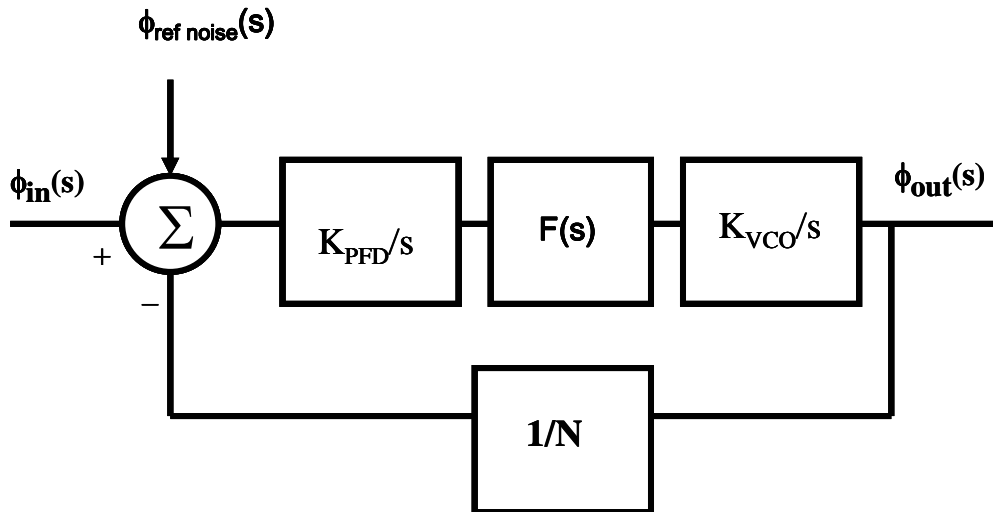 ϕref noise(s)
ϕin(s)
+
−
Σ
KPFD/s
F(s)
KVCO/s
ϕout(s)
1/N